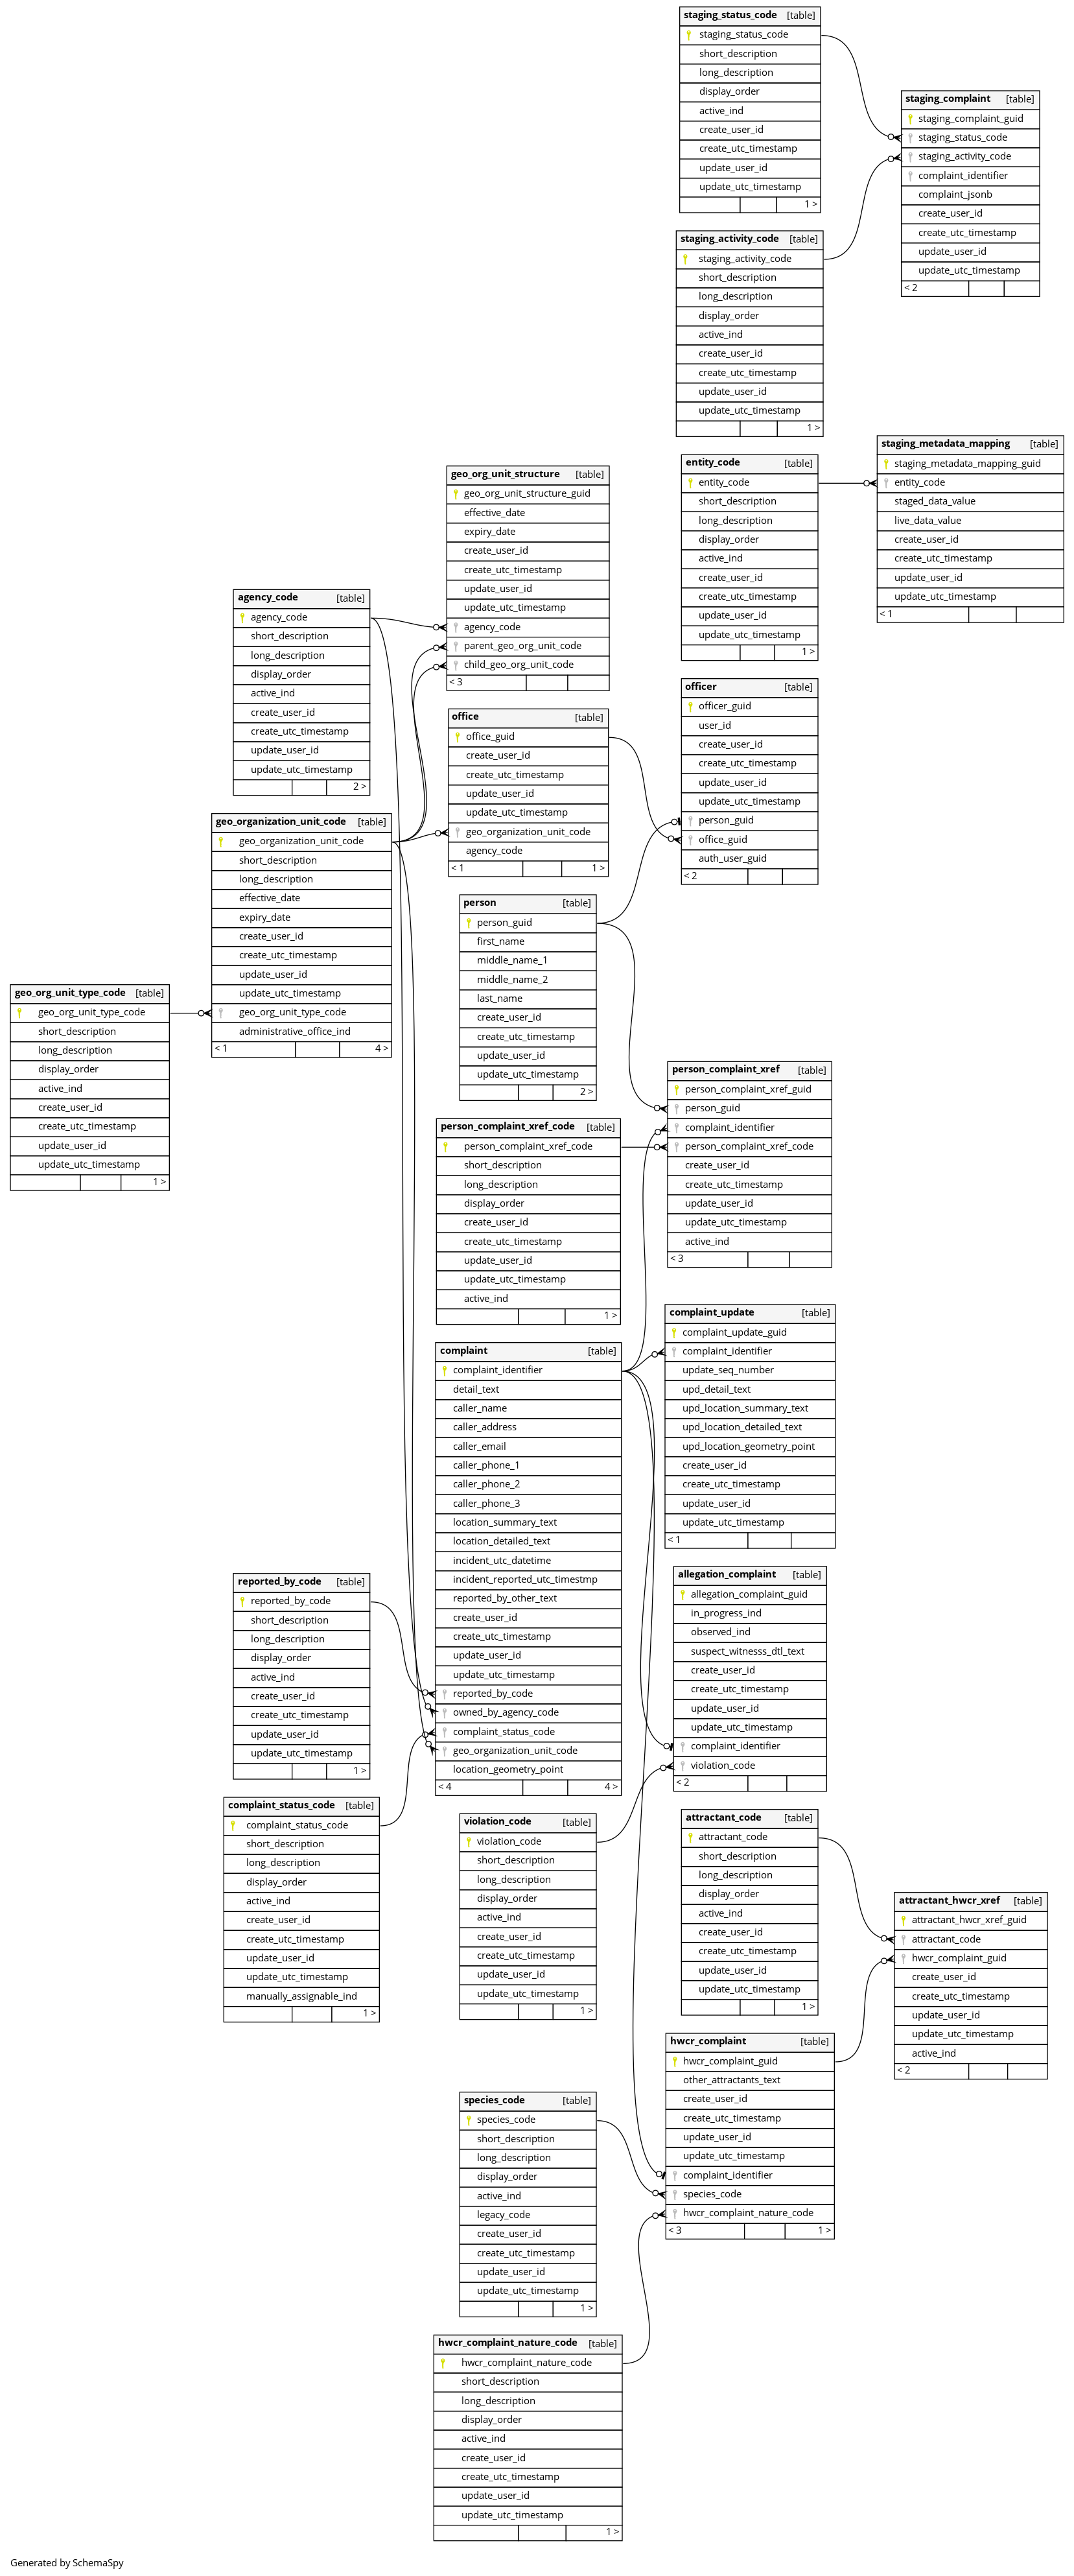 staging_status_code [table]
staging_status_code
short_description
long_description
display_order
active_ind
create_user_id
create_utc_timestamp
update_user_id
update_utc_timestamp
1 >
staging_complaint [table]
staging_complaint_guid
staging_status_code
staging_activity_code
complaint_identifier
complaint_jsonb
create_user_id
create_utc_timestamp
update_user_id
update_utc_timestamp
< 2
staging_activity_code [table]
staging_activity_code
short_description
long_description
display_order
active_ind
create_user_id
create_utc_timestamp
update_user_id
update_utc_timestamp
1 >
staging_metadata_mapping [table]
staging_metadata_mapping_guid
entity_code
staged_data_value
live_data_value
create_user_id
create_utc_timestamp
update_user_id
update_utc_timestamp
< 1
entity_code [table]
entity_code
short_description
long_description
display_order
active_ind
create_user_id
create_utc_timestamp
update_user_id
update_utc_timestamp
1 >
geo_org_unit_structure [table]
geo_org_unit_structure_guid
effective_date
expiry_date
create_user_id
create_utc_timestamp
update_user_id
update_utc_timestamp
agency_code
parent_geo_org_unit_code
child_geo_org_unit_code
< 3
agency_code [table]
agency_code
short_description
long_description
display_order
active_ind
create_user_id
create_utc_timestamp
update_user_id
update_utc_timestamp
2 >
officer [table]
officer_guid
user_id
create_user_id
create_utc_timestamp
update_user_id
update_utc_timestamp
person_guid
office_guid
auth_user_guid
< 2
office [table]
office_guid
create_user_id
create_utc_timestamp
update_user_id
update_utc_timestamp
geo_organization_unit_code
agency_code
< 1 1 >
geo_organization_unit_code [table]
geo_organization_unit_code
short_description
long_description
effective_date
expiry_date
create_user_id
create_utc_timestamp
update_user_id
update_utc_timestamp
geo_org_unit_type_code
administrative_office_ind
< 1 4 >
person [table]
person_guid
first_name
middle_name_1
middle_name_2
last_name
create_user_id
create_utc_timestamp
update_user_id
update_utc_timestamp
2 >
geo_org_unit_type_code [table]
geo_org_unit_type_code
short_description
long_description
display_order
active_ind
create_user_id
create_utc_timestamp
update_user_id
update_utc_timestamp
1 >
person_complaint_xref [table]
person_complaint_xref_guid
person_guid
complaint_identifier
person_complaint_xref_code
create_user_id
create_utc_timestamp
update_user_id
update_utc_timestamp
active_ind
< 3
person_complaint_xref_code [table]
person_complaint_xref_code
short_description
long_description
display_order
create_user_id
create_utc_timestamp
update_user_id
update_utc_timestamp
active_ind
1 >
complaint_update [table]
complaint_update_guid
complaint_identifier
update_seq_number
upd_detail_text
upd_location_summary_text
upd_location_detailed_text
upd_location_geometry_point
create_user_id
create_utc_timestamp
update_user_id
update_utc_timestamp
< 1
complaint [table]
complaint_identifier
detail_text
caller_name
caller_address
caller_email
caller_phone_1
caller_phone_2
caller_phone_3
location_summary_text
location_detailed_text
incident_utc_datetime
incident_reported_utc_timestmp
reported_by_other_text
create_user_id
create_utc_timestamp
update_user_id
update_utc_timestamp
reported_by_code
owned_by_agency_code
complaint_status_code
geo_organization_unit_code
location_geometry_point
< 4 4 >
allegation_complaint [table]
allegation_complaint_guid
in_progress_ind
observed_ind
suspect_witnesss_dtl_text
create_user_id
create_utc_timestamp
update_user_id
update_utc_timestamp
complaint_identifier
violation_code
< 2
reported_by_code [table]
reported_by_code
short_description
long_description
display_order
active_ind
create_user_id
create_utc_timestamp
update_user_id
update_utc_timestamp
1 >
complaint_status_code [table]
complaint_status_code
short_description
long_description
display_order
active_ind
create_user_id
create_utc_timestamp
update_user_id
update_utc_timestamp
manually_assignable_ind
1 >
violation_code [table]
violation_code
short_description
long_description
display_order
active_ind
create_user_id
create_utc_timestamp
update_user_id
update_utc_timestamp
1 >
attractant_code [table]
attractant_code
short_description
long_description
display_order
active_ind
create_user_id
create_utc_timestamp
update_user_id
update_utc_timestamp
1 >
attractant_hwcr_xref [table]
attractant_hwcr_xref_guid
attractant_code
hwcr_complaint_guid
create_user_id
create_utc_timestamp
update_user_id
update_utc_timestamp
active_ind
< 2
hwcr_complaint [table]
hwcr_complaint_guid
other_attractants_text
create_user_id
create_utc_timestamp
update_user_id
update_utc_timestamp
complaint_identifier
species_code
hwcr_complaint_nature_code
< 3 1 >
species_code [table]
species_code
short_description
long_description
display_order
active_ind
legacy_code
create_user_id
create_utc_timestamp
update_user_id
update_utc_timestamp
1 >
hwcr_complaint_nature_code [table]
hwcr_complaint_nature_code
short_description
long_description
display_order
active_ind
create_user_id
create_utc_timestamp
update_user_id
update_utc_timestamp
1 >
Generated by SchemaSpy